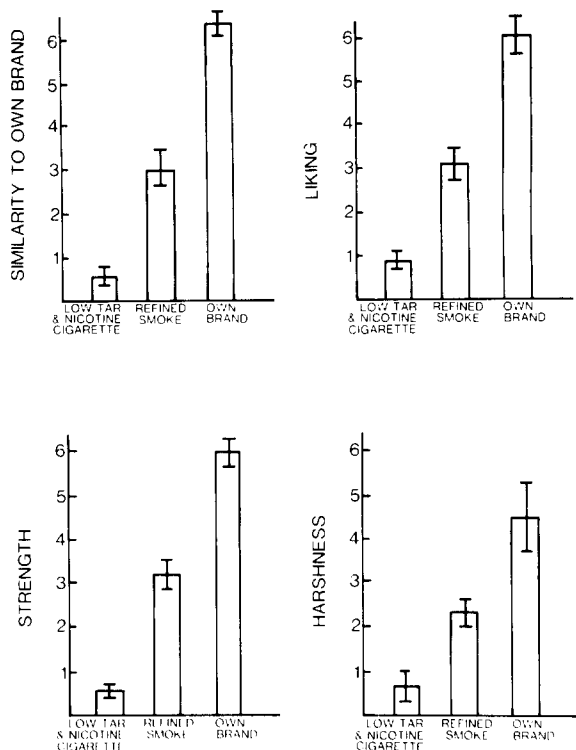 SIMILARITY TO OWN BRAND
6
5
4
3
2
1
LOW TAR
& NICOTINE
CIGARETTE
REFINED
SMOKE
OWN
BRAND
LIKING
6
5
4
3
2
1
LOW TAR
& NICOTINE
CIGARETTE
REFINED
SMOKE
OWN
BRAND
STRENGTH
6
5
4
3
2
1
LOW TAR
& NICOTINE
CIGARETTE
REFINED
SMOKE
OWN
BRAND
HARSHNESS
6
5
4
3
2
1
LOW TAR
& NICOTINE
CIGARETTE
REFINED
SMOKE
OWN
BRAND